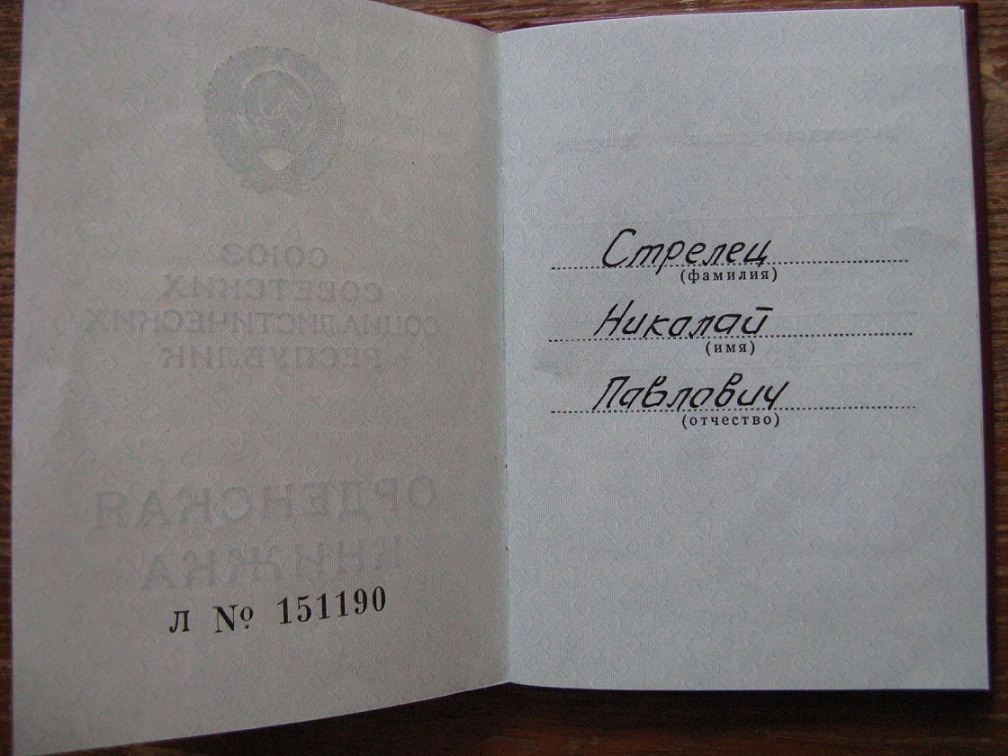 СОЮЗ
СОВЕТСКИХ
СОЦИАЛИСТИЧЕСКИХ
РЕСПУБЛИК
ОРДЕНСКАЯ
КНИЖКА
Л № 151190
Стрелец
(фамилия)
Николай
(имя)
Павлович
(отчество)